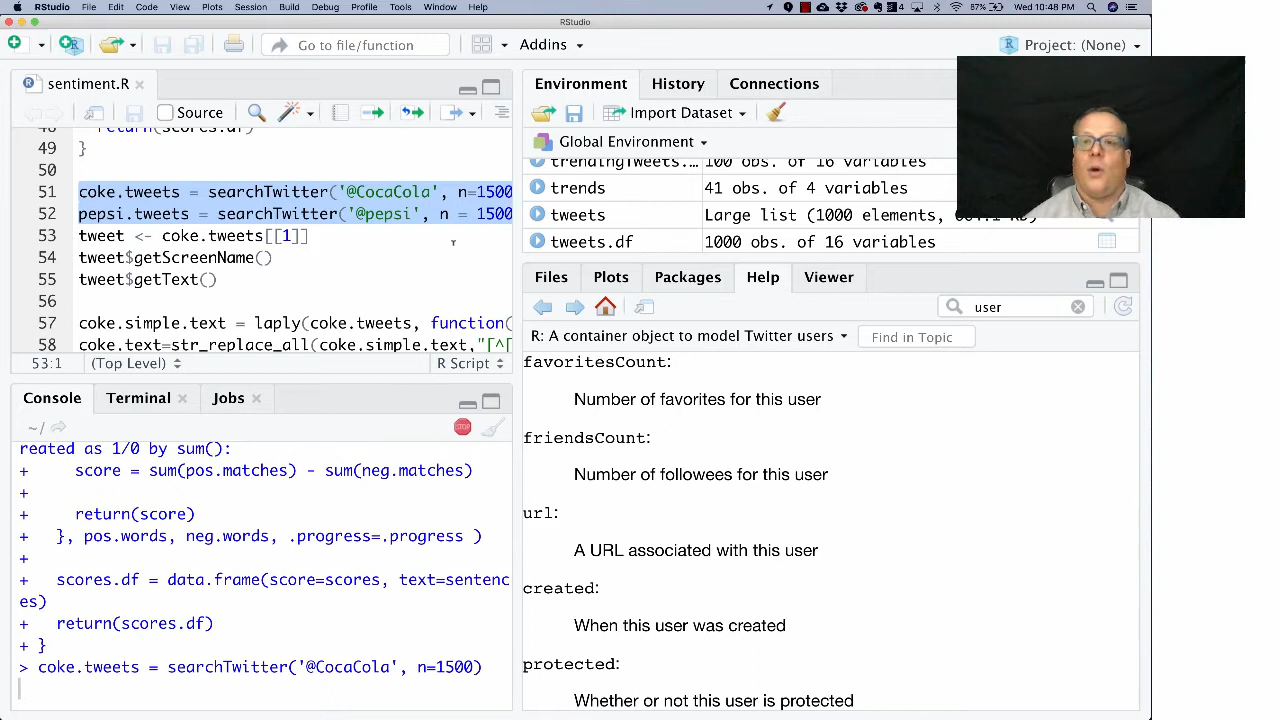 RStudio File Edit Code View Plots Session Build Debug Profile Tools Window Help
4 87% Wed 10:48 PM
RStudio
Go to file/function
Addins
Project: (None)
sentiment.R
Source
48 return(scores.df)
49 }
50
51 coke.tweets = searchTwitter('@CocaCola', n=1500
52 pepsi.tweets = searchTwitter('@pepsi', n = 1500
53 tweet <- coke.tweets[[1]]
54 tweet$getScreenName()
55 tweet$getText()
56
57 coke.simple.text = laply(coke.tweets, function(
58 coke.text=str_replace_all(coke.simple.text,"[^[
53:1 (Top Level) R Script
Console Terminal Jobs
~/
reated as 1/0 by sum():
+ score = sum(pos.matches) - sum(neg.matches)
+
+ return(score)
+ }, pos.words, neg.words, .progress=.progress )
+
+ scores.df = data.frame(score=scores, text=sentenc
es)
+ return(scores.df)
+ }
> coke.tweets = searchTwitter('@CocaCola', n=1500)
Environment History Connections
Import Dataset
Global Environment
trendingTweets.… 100 obs. of 16 variables
trends 41 obs. of 4 variables
tweets Large list (1000 elements,
tweets.df 1000 obs. of 16 variables
Files Plots Packages Help Viewer
user
R: A container object to model Twitter users
Find in Topic
favoritesCount:
Number of favorites for this user
friendsCount:
Number of followees for this user
url:
A URL associated with this user
created:
When this user was created
protected:
Whether or not this user is protected
STOP